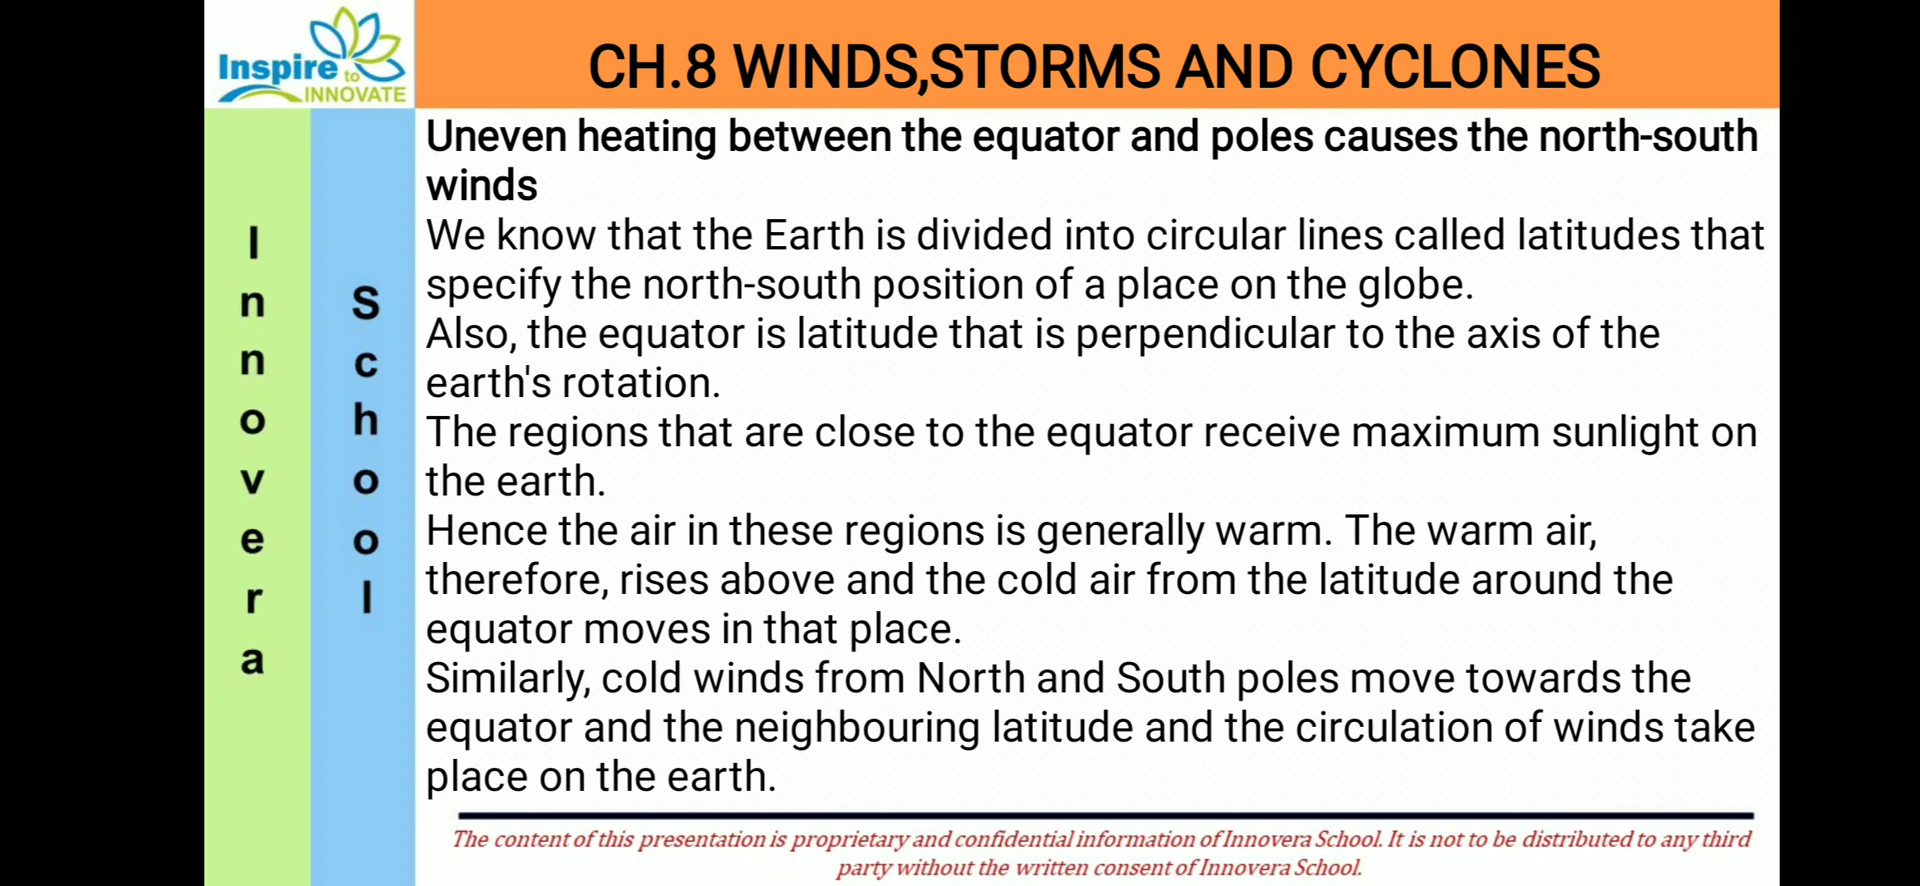 Inspire
to
INNOVATE
CH.8 WINDS,STORMS AND CYCLONES
Innovera
School
Uneven heating between the equator and poles causes the north-south
winds
We know that the Earth is divided into circular lines called latitudes that
specify the north-south position of a place on the globe.
Also, the equator is latitude that is perpendicular to the axis of the
earth's rotation.
The regions that are close to the equator receive maximum sunlight on
the earth.
Hence the air in these regions is generally warm. The warm air,
therefore, rises above and the cold air from the latitude around the
equator moves in that place.
Similarly, cold winds from North and South poles move towards the
equator and the neighbouring latitude and the circulation of winds take
place on the earth.
The content of this presentation is proprietary and confidential information of Innovera School. It is not to be distributed to any third
party without the written consent of Innovera School.